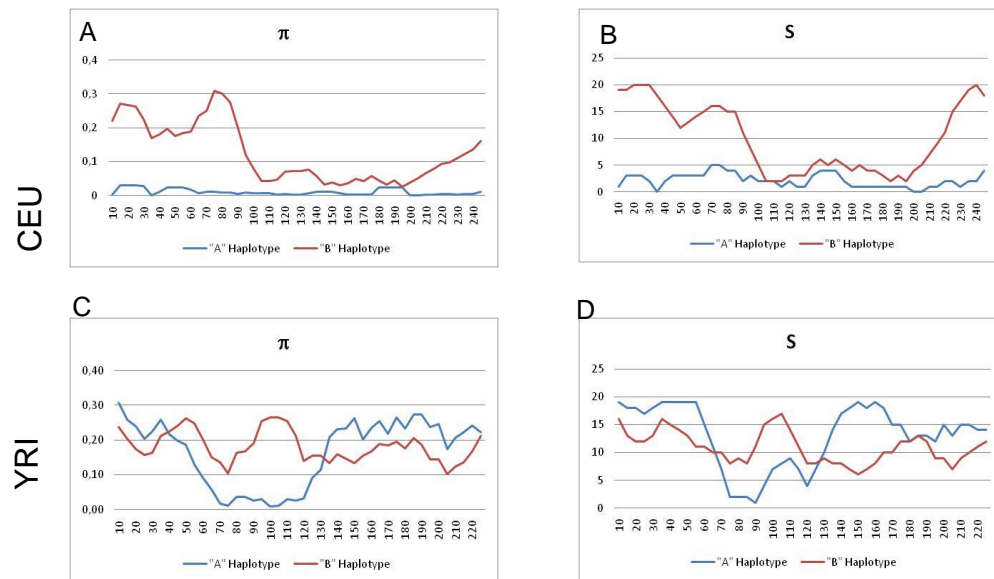 A
π
0,4
0,3
0,2
0,1
0
10 20 30 40 50 60 70 80 90 100 110 120 130 140 150 160 170 180 190 200 210 220 230 240
"A" Haplotype "B" Haplotype
B
S
25
20
15
10
5
0
10 20 30 40 50 60 70 80 90 100 110 120 130 140 150 160 170 180 190 200 210 220 230 240
"A" Haplotype "B" Haplotype
CEU
C
π
0,40
0,30
0,20
0,10
0,00
10 20 30 40 50 60 70 80 90 100 110 120 130 140 150 160 170 180 190 200 210 220
"A" Haplotype "B" Haplotype
D
S
25
20
15
10
5
0
10 20 30 40 50 60 70 80 90 100 110 120 130 140 150 160 170 180 190 200 210 220
"A" Haplotype "B" Haplotype
YRI